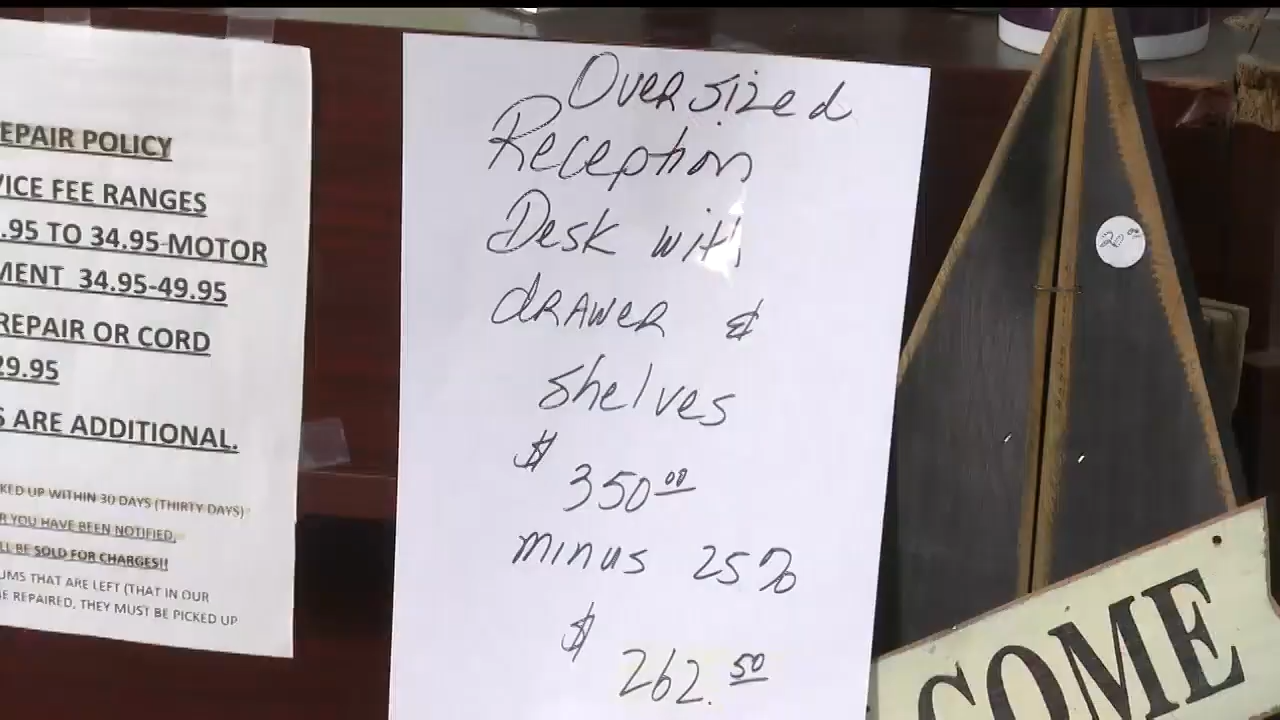 EPAIR POLICY
VICE FEE RANGES
.95 TO 34.95-MOTOR
MENT 34.95-49.95
REPAIR OR CORD
29.95
S ARE ADDITIONAL.
KED UP WITHIN 30 DAYS (THIRTY DAYS)
R YOU HAVE BEEN NOTIFIED,
LL BE SOLD FOR CHARGES!!
UMS THAT ARE LEFT (THAT IN OUR
BE REPAIRED, THEY MUST BE PICKED UP
Oversized
Reception
Desk with
drawer &
shelves
$ 350.00
minus 25%
$ 262.50
20.00
COME